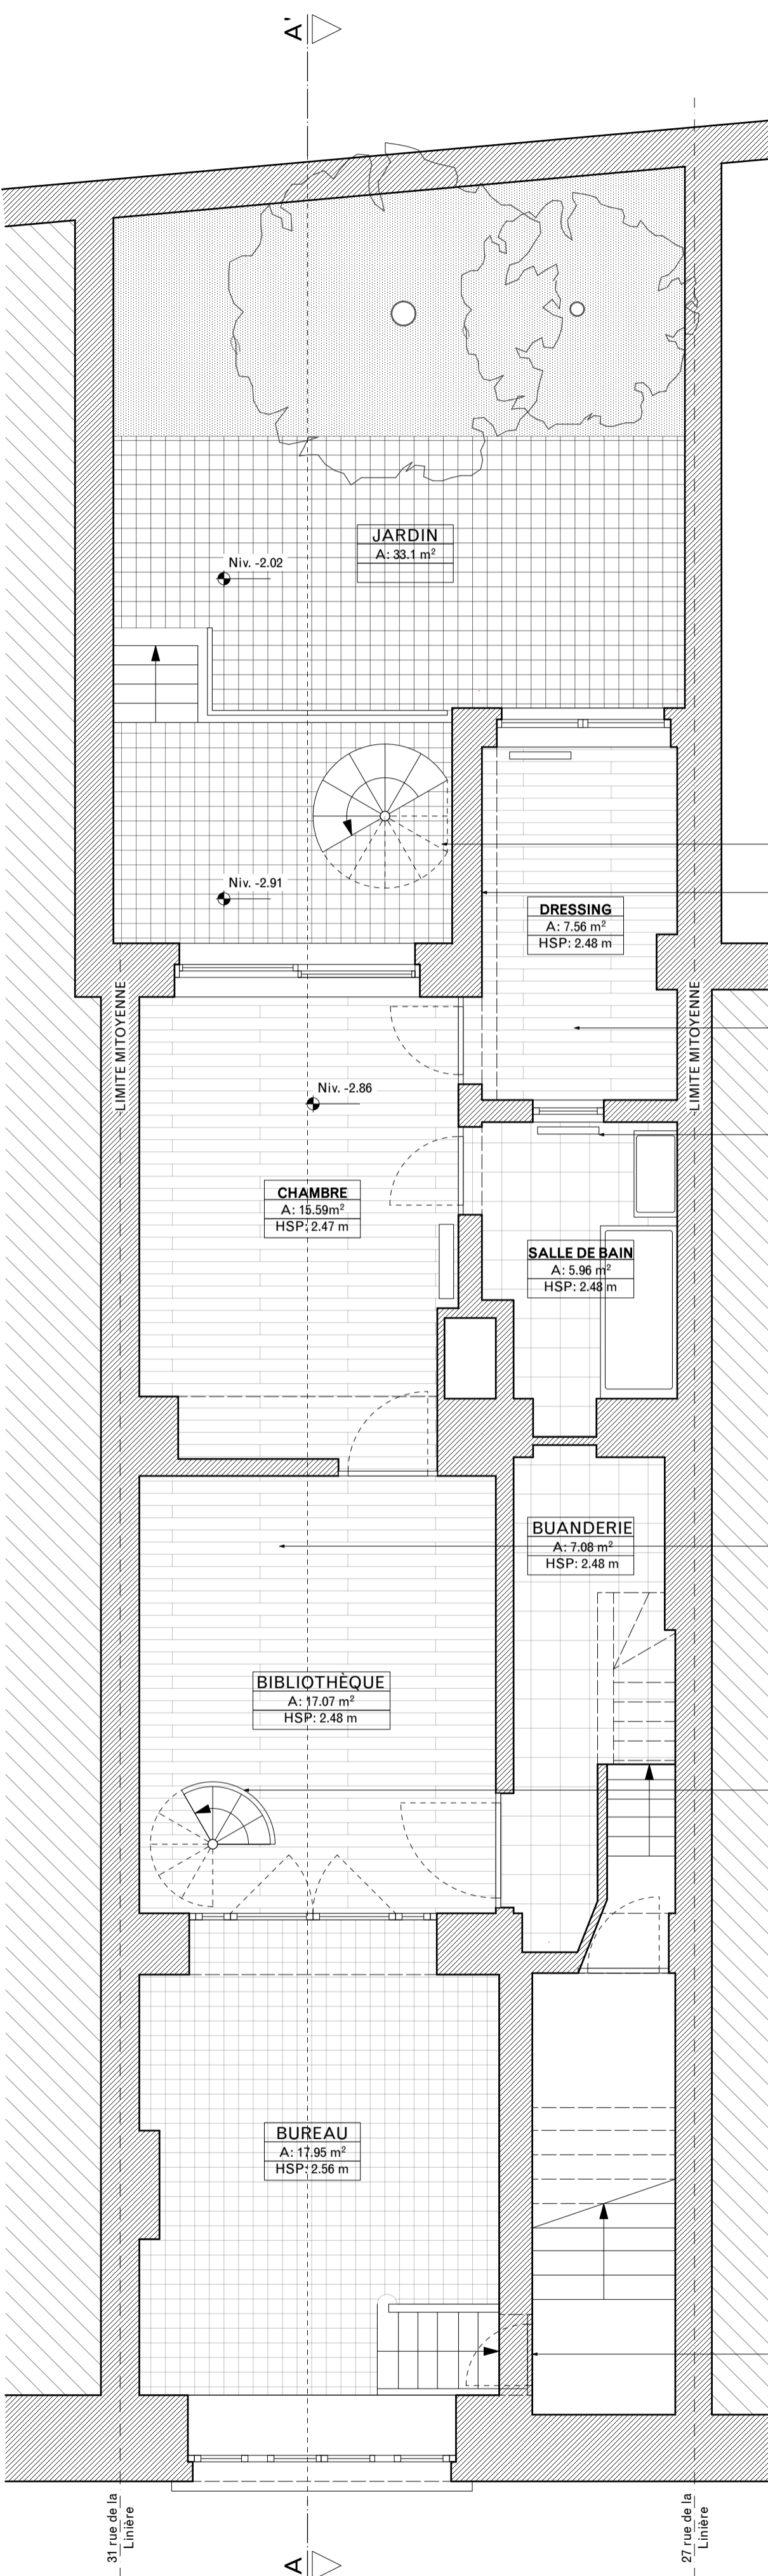 A'
JARDIN
A: 33.1 m²
Niv. -2.02
Niv. -2.91
DRESSING
A: 7.56 m²
HSP: 2.48 m
LIMITE MITOYENNE
LIMITE MITOYENNE
Niv. -2.86
CHAMBRE
A: 15.59m²
HSP: 2.47 m
SALLE DE BAIN
A: 5.96 m²
HSP: 2.48 m
BUANDERIE
A: 7.08 m²
HSP: 2.48 m
BIBLIOTHÈQUE
A: 17.07 m²
HSP: 2.48 m
BUREAU
A: 17.95 m²
HSP: 2.56 m
31 rue de la
Linière
27 rue de la
Linière
A